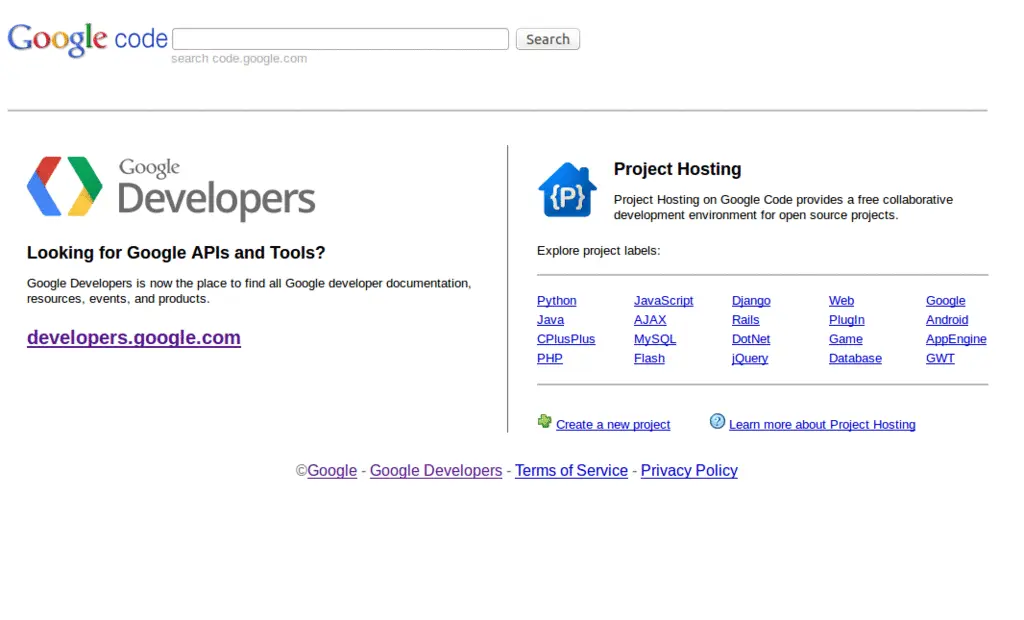 Google code
Search
search code.google.com
Google
Developers
Looking for Google APIs and Tools?
Google Developers is now the place to find all Google developer documentation,
resources, events, and products.
developers.google.com
{P}
Project Hosting
Project Hosting on Google Code provides a free collaborative
development environment for open source projects.
Explore project labels:
Python JavaScript Django Web Google
Java AJAX Rails PlugIn Android
CPlusPlus MySQL DotNet Game AppEngine
PHP Flash jQuery Database GWT
Create a new project ? Learn more about Project Hosting
©Google - Google Developers - Terms of Service - Privacy Policy